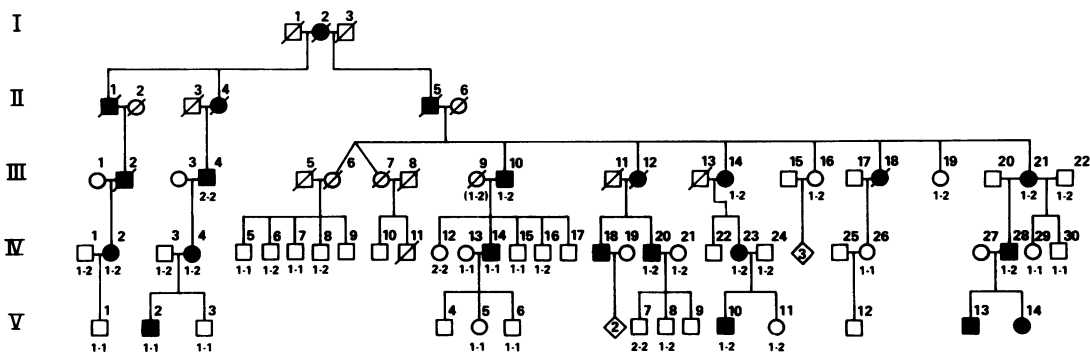 I 1 2 3
II 1 2 3 4 5 6
III 1 2 3 4 5 6 7 8 9 10 11 12 13 14 15 16 17 18 19 20 21 22
2-2 (1-2) 1-2 1-2 1-2 1-2 1-2 1-2
IV 1 2 3 4 5 6 7 8 9 10 11 12 13 14 15 16 17 18 19 20 21 22 23 24 3 25 26 27 28 29 30
1-2 1-2 1-2 1-2 1-1 1-2 1-1 1-2 2-2 1-1 1-1 1-1 1-2 1-2 1-2 1-2 1-2 1-1 1-2 1-1 1-1
V 1 2 3 4 5 6 2 7 8 9 10 11 12 13 14
1-1 1-1 1-1 1-1 1-1 2-2 1-2 1-2 1-2